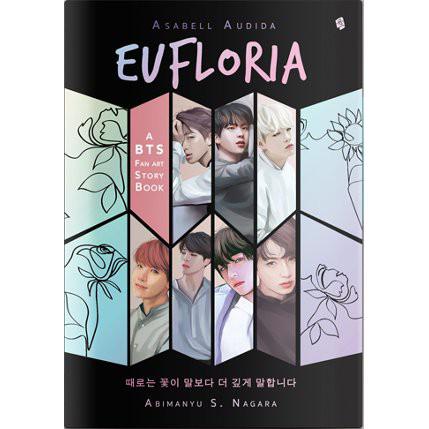 ASABELL AUDIDA
EUFLORIA
A
BTS
FAN ART
STORY
BOOK
때로는 꽃이 말보다 더 깊게 말합니다
ABIMANYU S. NAGARA